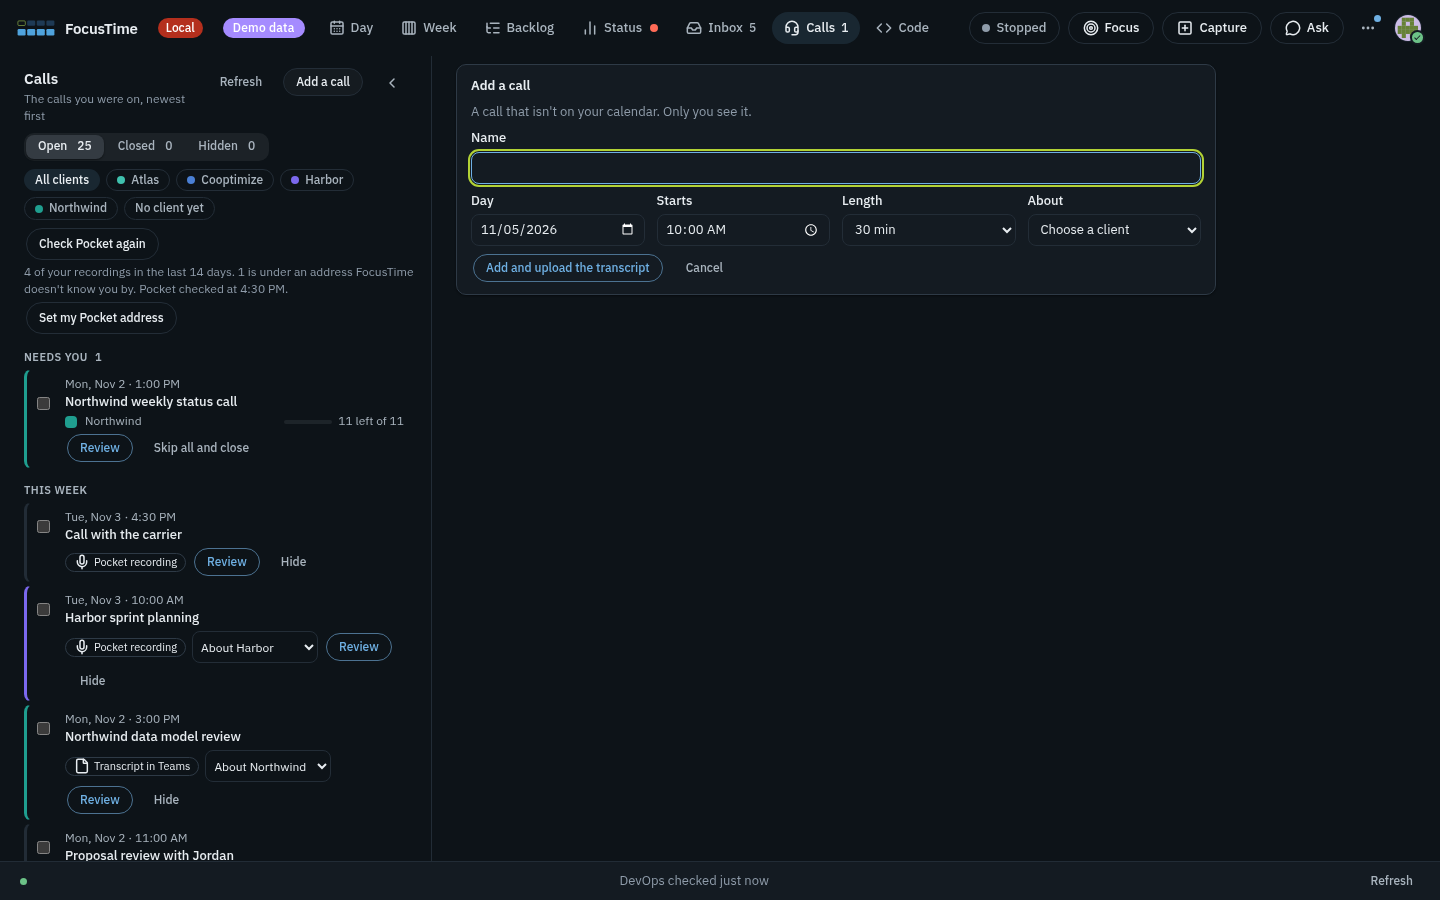 FocusTime
Local
Demo data
Day
Week
Backlog
Status
Inbox 5
Calls 1
Code
Stopped
Focus
Capture
Ask
Calls
The calls you were on, newest
first
Refresh
Add a call
Open 25
Closed 0
Hidden 0
All clients
Atlas
Cooptimize
Harbor
Northwind
No client yet
Check Pocket again
4 of your recordings in the last 14 days. 1 is under an address FocusTime
doesn't know you by. Pocket checked at 4:30 PM.
Set my Pocket address
NEEDS YOU 1
Mon, Nov 2 · 1:00 PM
Northwind weekly status call
Northwind
11 left of 11
Review
Skip all and close
THIS WEEK
Tue, Nov 3 · 4:30 PM
Call with the carrier
Pocket recording
Review
Hide
Tue, Nov 3 · 10:00 AM
Harbor sprint planning
Pocket recording
About Harbor
Review
Hide
Mon, Nov 2 · 3:00 PM
Northwind data model review
Transcript in Teams
About Northwind
Review
Hide
Mon, Nov 2 · 11:00 AM
Proposal review with Jordan
Add a call
A call that isn't on your calendar. Only you see it.
Name
Day
Starts
Length
About
11/05/2026
10:00 AM
30 min
Choose a client
Add and upload the transcript
Cancel
DevOps checked just now
Refresh